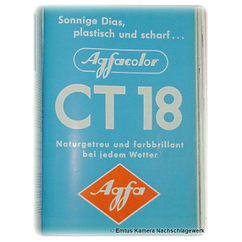 Sonnige Dias,
plastisch und scharf...
Agfacolor
CT 18
Naturgetreu und farbbrillant
bei jedem Wetter
Agfa
© Emtus Kamera Nachschlagewerk